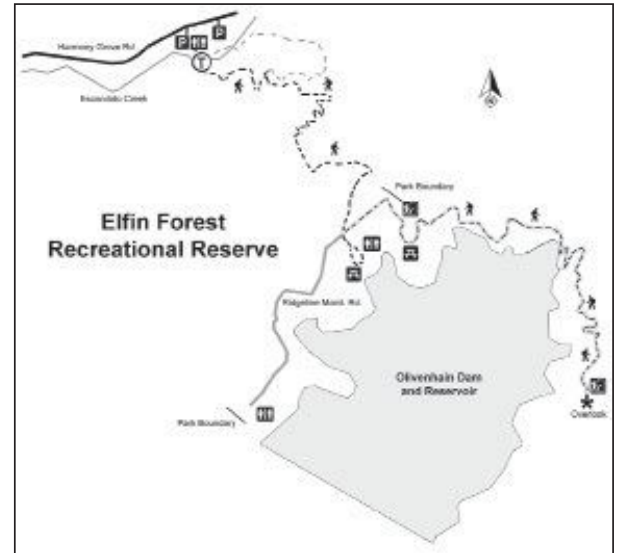 Harmony Grove Rd
P
P
T
Escondido Creek
N
Park Boundary
Elfin Forest
Recreational Reserve
Ridgeline Maint. Rd.
Olivenhain Dam
and Reservoir
Park Boundary
Overlook